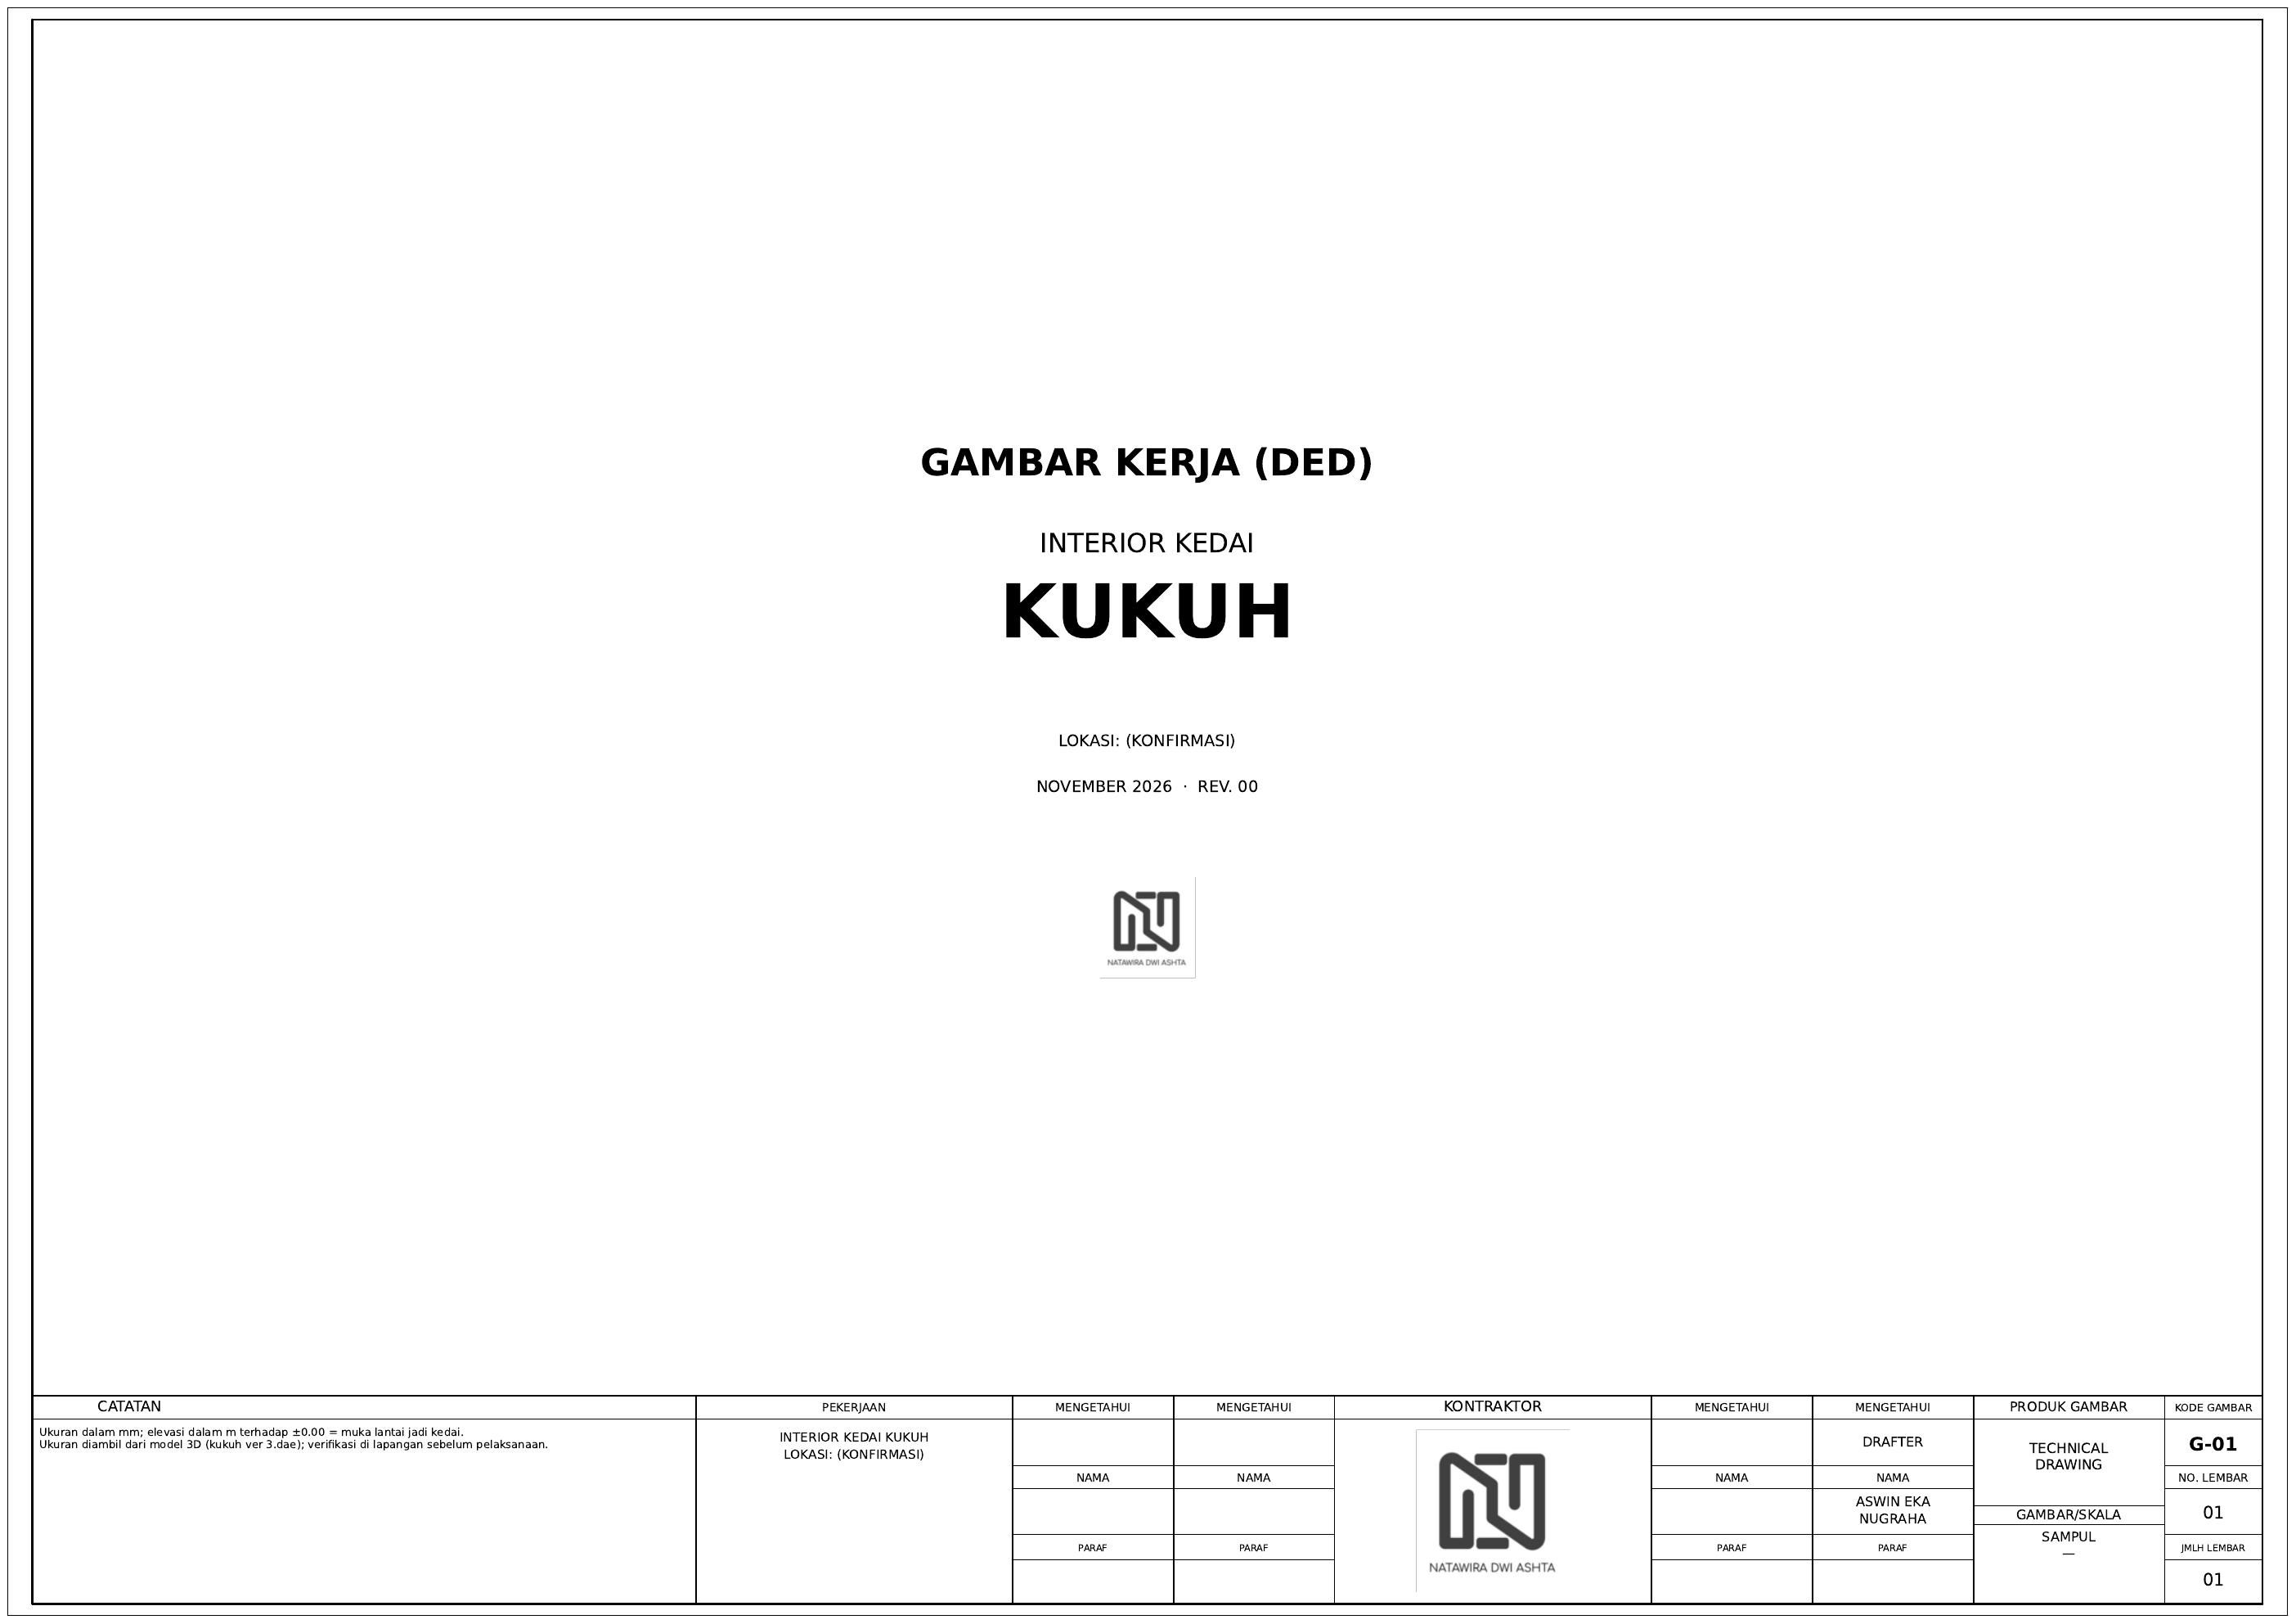 GAMBAR KERJA (DED)
INTERIOR KEDAI
KUKUH
LOKASI: (KONFIRMASI)
NOVEMBER 2026 · REV. 00
NATAWIRA DWI ASHTA
CATATAN
Ukuran dalam mm; elevasi dalam m terhadap ±0.00 = muka lantai jadi kedai.
Ukuran diambil dari model 3D (kukuh ver 3.dae); verifikasi di lapangan sebelum pelaksanaan.
PEKERJAAN
INTERIOR KEDAI KUKUH
LOKASI: (KONFIRMASI)
MENGETAHUI
NAMA
PARAF
MENGETAHUI
NAMA
PARAF
KONTRAKTOR
NATAWIRA DWI ASHTA
MENGETAHUI
NAMA
PARAF
MENGETAHUI
DRAFTER
NAMA
ASWIN EKA
NUGRAHA
PARAF
PRODUK GAMBAR
TECHNICAL
DRAWING
GAMBAR/SKALA
SAMPUL
—
KODE GAMBAR
G-01
NO. LEMBAR
01
JMLH LEMBAR
01